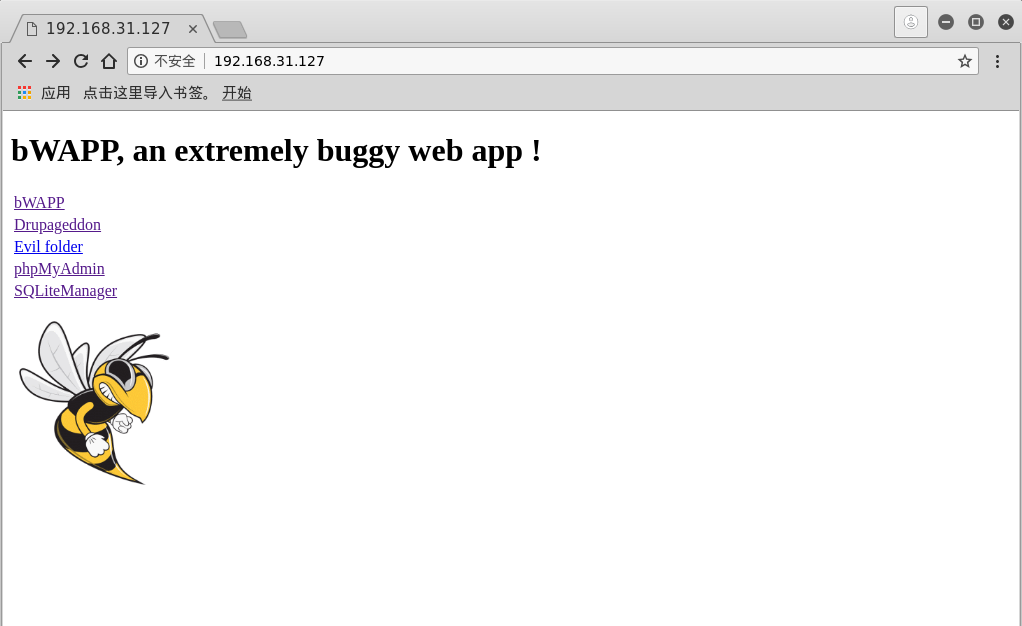 192.168.31.127
不安全 192.168.31.127
应用 点击这里导入书签。 开始
bWAPP, an extremely buggy web app !
bWAPP
Drupageddon
Evil folder
phpMyAdmin
SQLiteManager